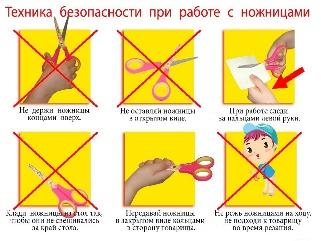 Техника безопасности при работе с ножницами
Не держи ножницы
концами вверх.
Не оставляй ножницы
в открытом виде.
При работе следи
за пальцами левой руки.
Клади ножницы на стол так,
чтобы они не свешивались
за край стола.
Передавай ножницы
в закрытом виде кольцами
в сторону товарища.
Не режь ножницами на ходу,
не подходи к товарищу
во время резания.